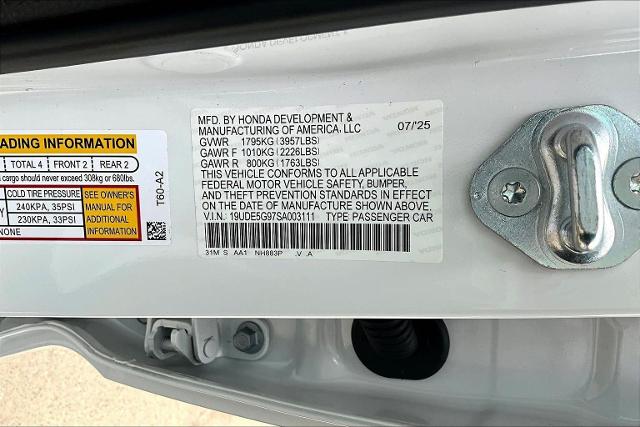 ADING INFORMATION
TOTAL 4 FRONT 2 REAR 2
cargo should never exceed 308kg or 680lbs.
COLD TIRE PRESSURE
240KPA, 35PSI
230KPA, 33PSI
NONE
SEE OWNER'S
MANUAL FOR
ADDITIONAL
INFORMATION
T60-A2
MFD. BY HONDA DEVELOPMENT &
MANUFACTURING OF AMERICA, LLC 07/'25
GVWR 1795KG(3957LBS)
GAWR F 1010KG(2226LBS)
GAWR R 800KG(1763LBS)
THIS VEHICLE CONFORMS TO ALL APPLICABLE
FEDERAL MOTOR VEHICLE SAFETY, BUMPER,
AND THEFT PREVENTION STANDARDS IN EFFECT
ON THE DATE OF MANUFACTURE SHOWN ABOVE.
V.I.N.: 19UDE5G97SA003111 TYPE PASSENGER CAR
31M S AA1 NH883P .V .A